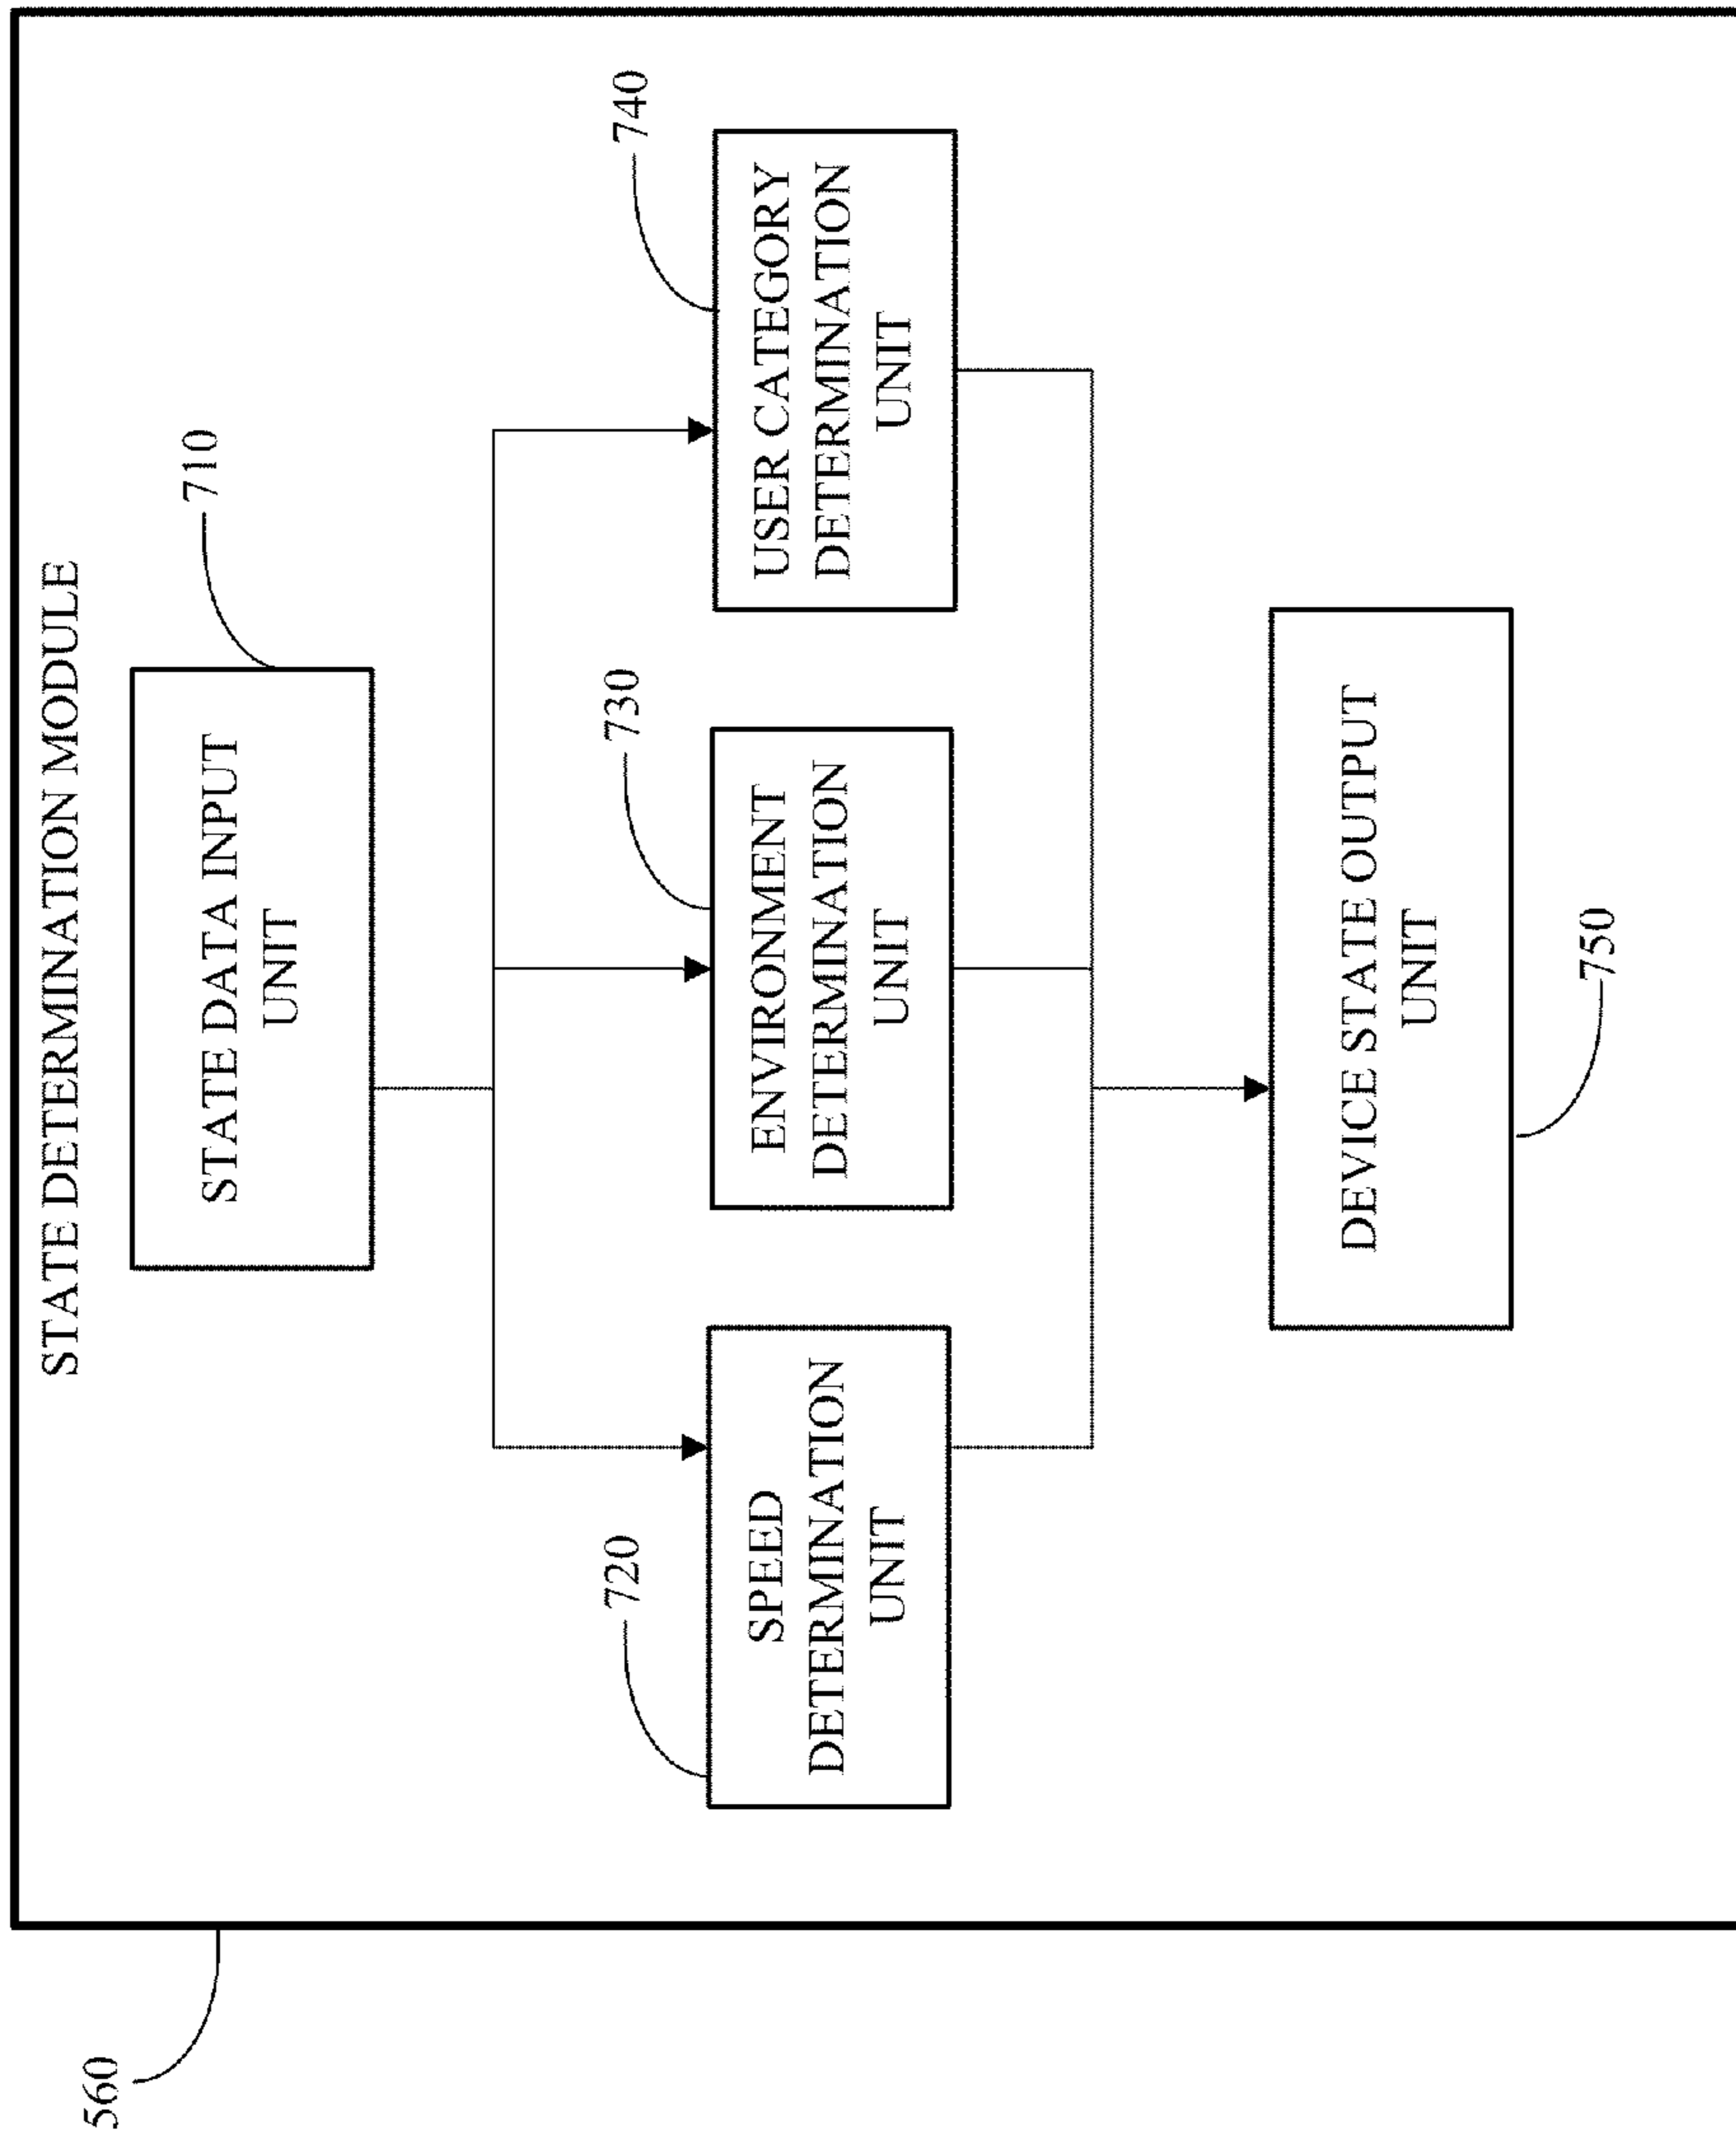 560
STATE DETERMINATION MODULE
STATE DATA INPUT
UNIT
710
720
SPEED
DETERMINATION
UNIT
730
ENVIRONMENT
DETERMINATION
UNIT
740
USER CATEGORY
DETERMINATION
UNIT
DEVICE STATE OUTPUT
UNIT
750